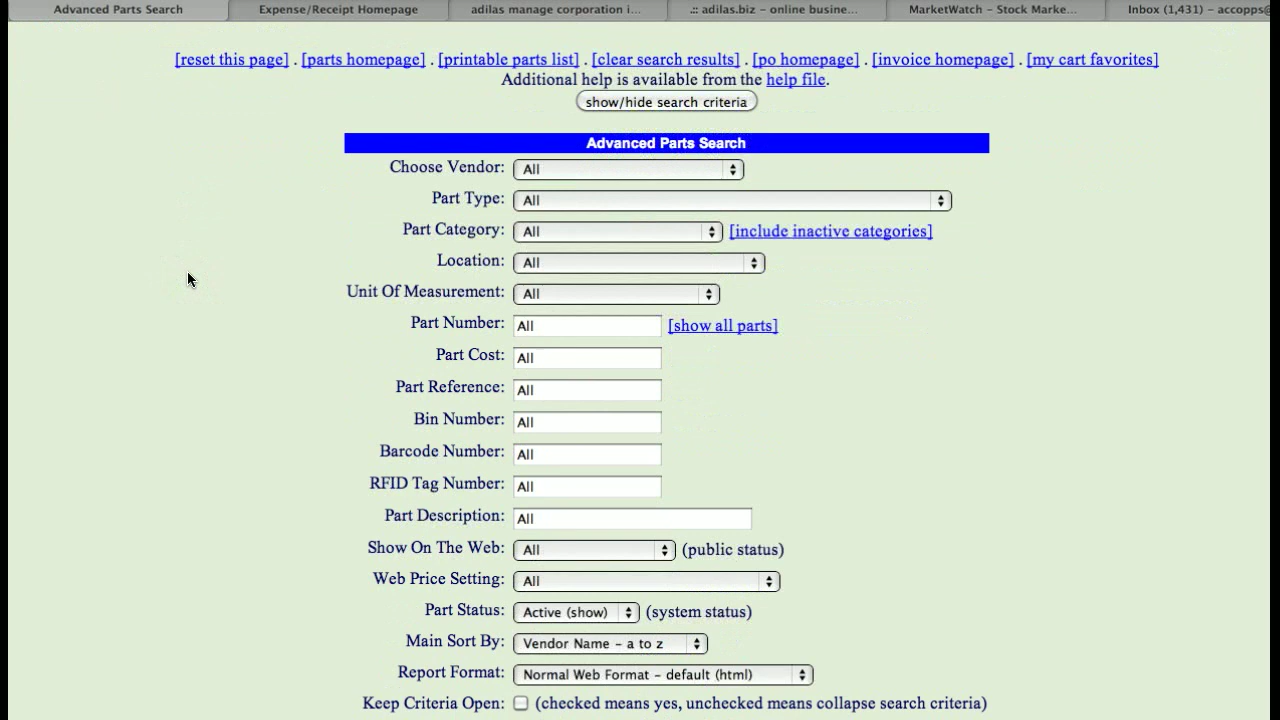 Advanced Parts Search Expense/Receipt Homepage adilas manage corporation i... .:: adilas.biz – online busine... MarketWatch – Stock Marke... Inbox (1,431) – accopps@
[reset this page] . [parts homepage] . [printable parts list] . [clear search results] . [po homepage] . [invoice homepage] . [my cart favorites]
Additional help is available from the help file.
show/hide search criteria
Advanced Parts Search
Choose Vendor: All
Part Type: All
Part Category: All [include inactive categories]
Location: All
Unit Of Measurement: All
Part Number: All [show all parts]
Part Cost: All
Part Reference: All
Bin Number: All
Barcode Number: All
RFID Tag Number: All
Part Description: All
Show On The Web: All (public status)
Web Price Setting: All
Part Status: Active (show) (system status)
Main Sort By: Vendor Name – a to z
Report Format: Normal Web Format – default (html)
Keep Criteria Open: (checked means yes, unchecked means collapse search criteria)